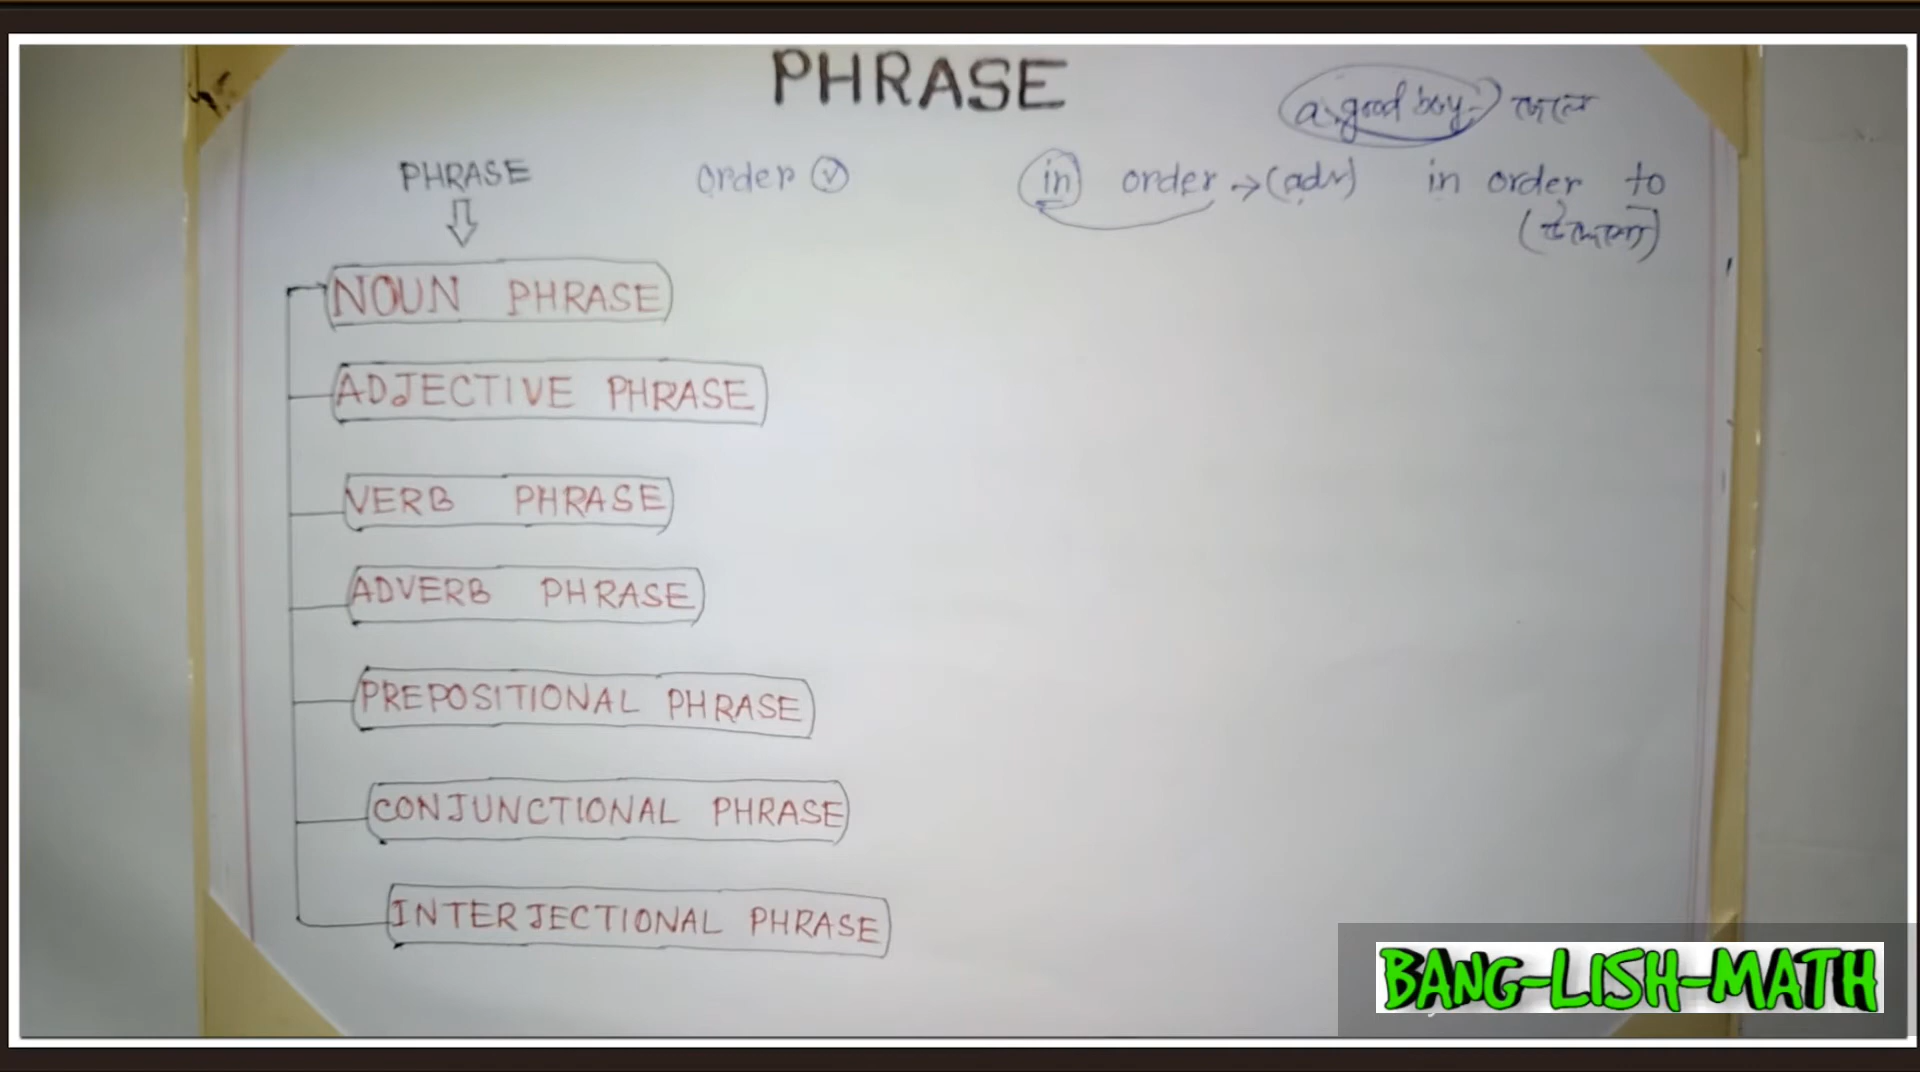 PHRASE
a good boy
PHRASE
order (v)
in order → (adv)
in order to
NOUN PHRASE
ADJECTIVE PHRASE
VERB PHRASE
ADVERB PHRASE
PREPOSITIONAL PHRASE
CONJUNCTIONAL PHRASE
INTERJECTIONAL PHRASE
BANG-LISH-MATH